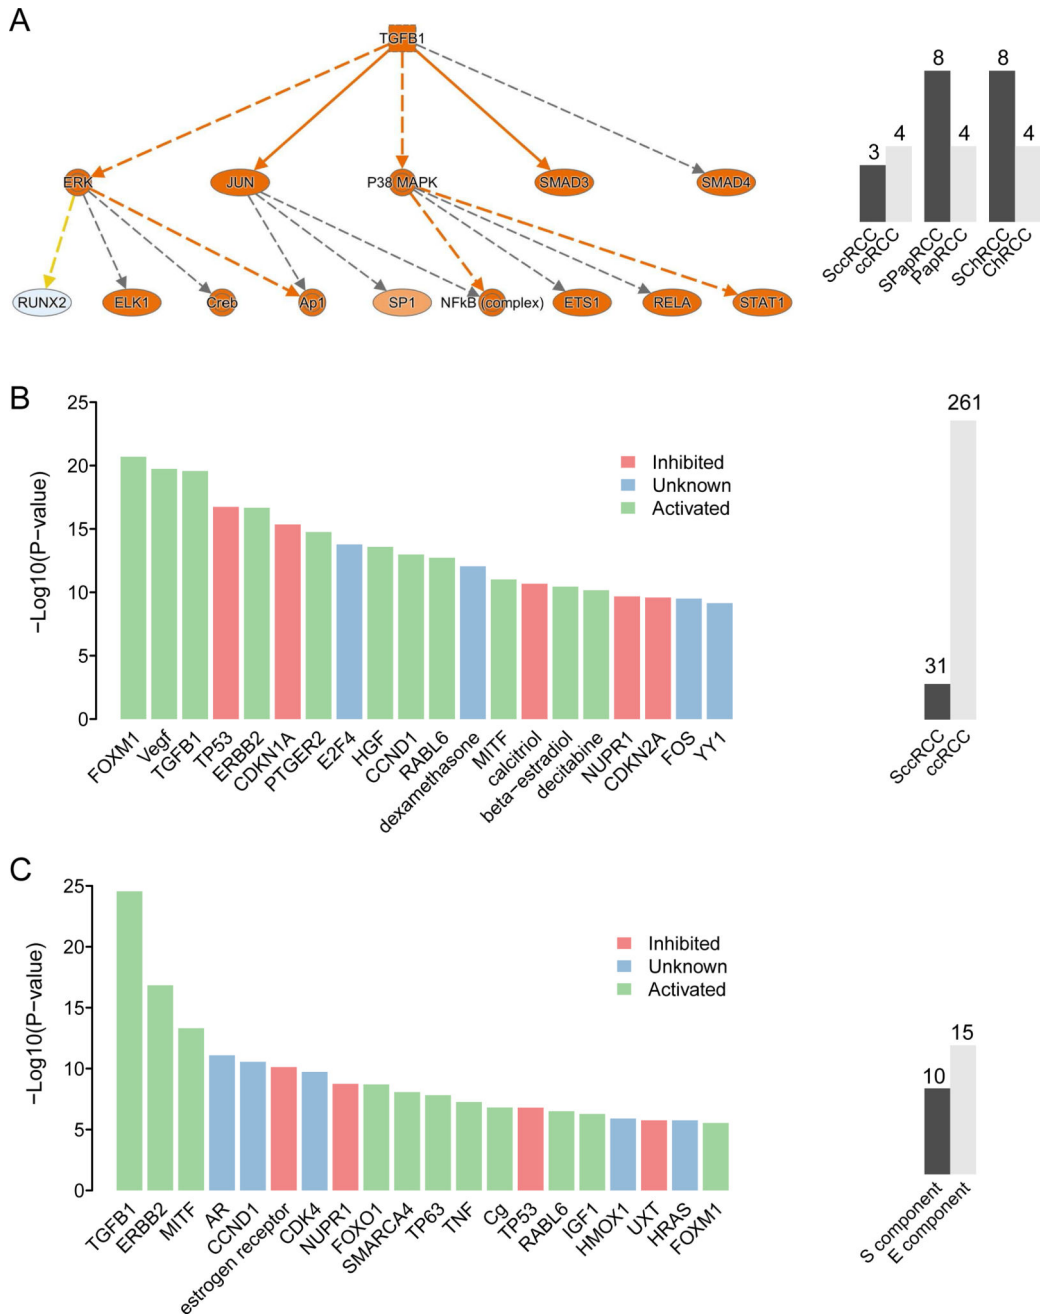 A
TGFB1
ERK
JUN
P38 MAPK
SMAD3
SMAD4
RUNX2
ELK1
Creb
Ap1
SP1
NFkB (complex)
ETS1
RELA
STAT1
3
4
8
4
8
4
SccRCC
ccRCC
SPapRCC
PapRCC
SChRCC
ChRCC
B
−Log10(P−value)
25
20
15
10
5
0
Inhibited
Unknown
Activated
FOXM1
Vegf
TGFB1
TP53
ERBB2
CDKN1A
PTGER2
E2F4
HGF
CCND1
RABL6
dexamethasone
MITF
calcitriol
beta−estradiol
decitabine
NUPR1
CDKN2A
FOS
YY1
261
31
SccRCC
ccRCC
C
−Log10(P−value)
25
20
15
10
5
0
Inhibited
Unknown
Activated
TGFB1
ERBB2
MITF
AR
CCND1
estrogen receptor
CDK4
NUPR1
FOXO1
SMARCA4
TP63
TNF
Cg
TP53
RABL6
IGF1
HMOX1
UXT
HRAS
FOXM1
15
10
S component
E component